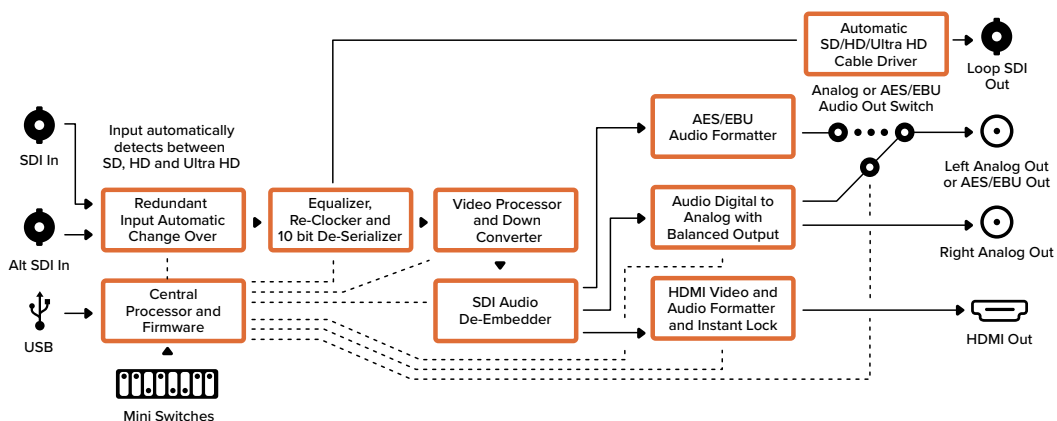 Automatic
SD/HD/Ultra HD
Cable Driver
Loop SDI
Out
Analog or AES/EBU
Audio Out Switch
SDI In
Input automatically
detects between
SD, HD and Ultra HD
AES/EBU
Audio Formatter
Left Analog Out
or AES/EBU Out
Redundant
Input Automatic
Change Over
Equalizer,
Re-Clocker and
10 bit De-Serializer
Video Processor
and Down
Converter
Audio Digital to
Analog with
Balanced Output
Alt SDI In
Right Analog Out
Central
Processor and
Firmware
SDI Audio
De-Embedder
HDMI Video and
Audio Formatter
and Instant Lock
USB
HDMI Out
Mini Switches